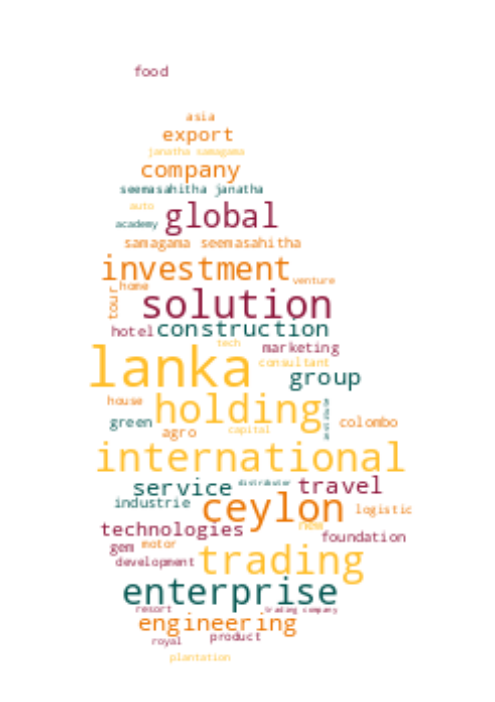 food
asia
export
janatha samagama
company
seemasahitha janatha
auto
academy global
samagama seemasahitha
investment
venture
home
tour
solution
hotel construction
tech
marketing
lanka
consultant
group
house
holding
green
colombo
agro
capital
international
service distributor travel
industrie
ceylon
logistic
new
technologies
foundation
gem motor
trading
development
enterprise
resort
trading company
engineering
product
royal
plantation